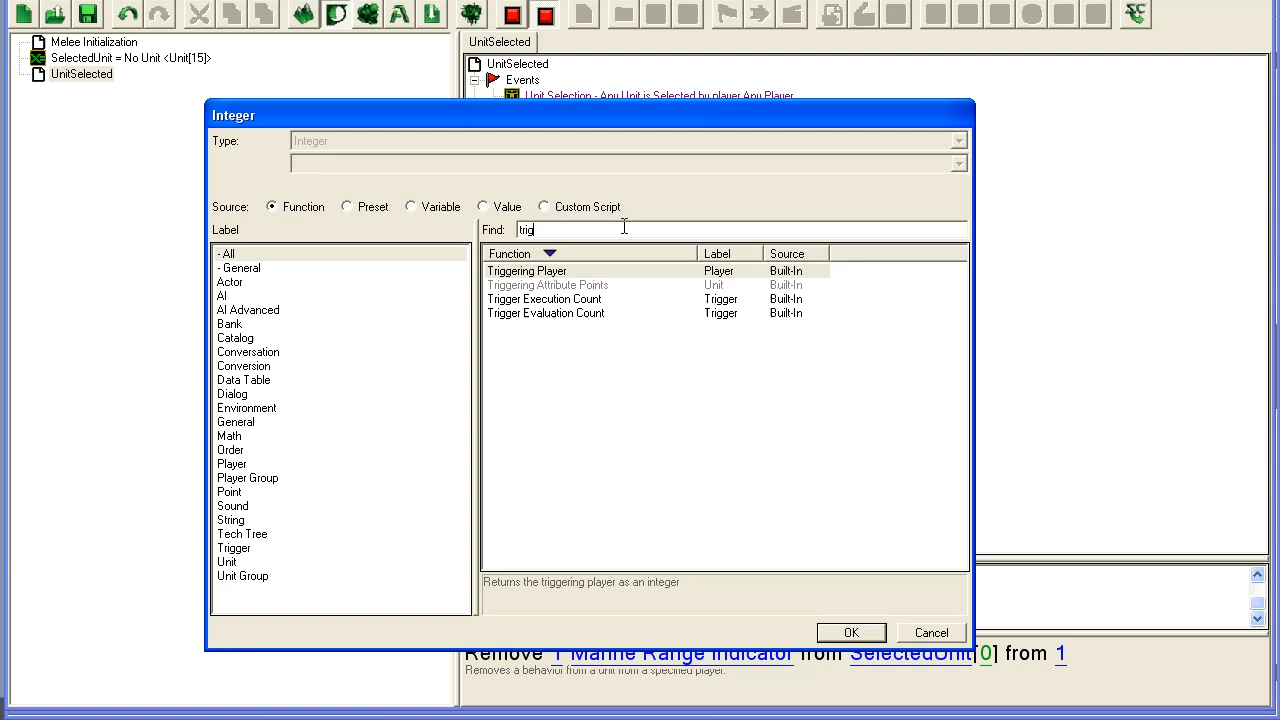 Melee Initialization
SelectedUnit = No Unit <Unit[15]>
UnitSelected
UnitSelected
UnitSelected
Events
Unit Selection - Any Unit is Selected by player Any Player
Integer
Type:
Integer
Source:
Function
Preset
Variable
Value
Custom Script
Label
Find:
trig
- All
- General
Actor
AI
AI Advanced
Bank
Catalog
Conversation
Conversion
Data Table
Dialog
Environment
General
Math
Order
Player
Player Group
Point
Sound
String
Tech Tree
Trigger
Unit
Unit Group
Function Label Source
Triggering Player Player Built-In
Triggering Attribute Points Unit Built-In
Trigger Execution Count Trigger Built-In
Trigger Evaluation Count Trigger Built-In
Returns the triggering player as an integer
OK
Cancel
Remove 1 Marine Range Indicator from SelectedUnit[0] from 1
Removes a behavior from a unit from a specified player.